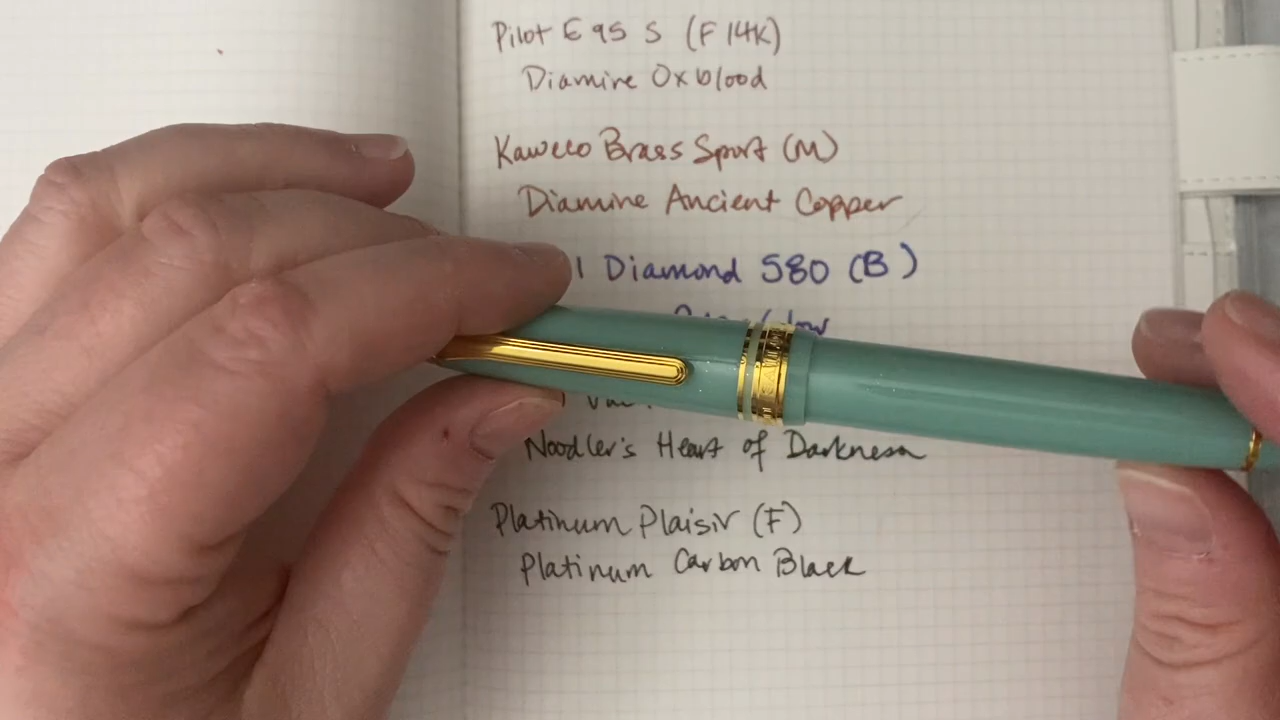 Pilot E 95 S (F 14K)
Diamine Oxblood
Kaweco Brass Sport (M)
Diamine Ancient Copper
Diamond 580 (B)
Noodler's Heart of Darkness
Platinum Plaisir (F)
Platinum Carbon Black